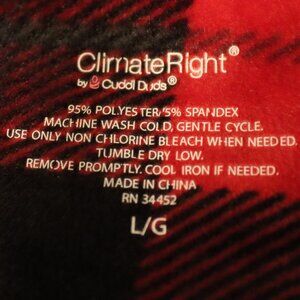 ClimateRight®
by Cuddl Duds®
95% POLYESTER/5% SPANDEX
MACHINE WASH COLD, GENTLE CYCLE.
USE ONLY NON CHLORINE BLEACH WHEN NEEDED.
TUMBLE DRY LOW.
REMOVE PROMPTLY. COOL IRON IF NEEDED.
MADE IN CHINA
RN 34452
L/G